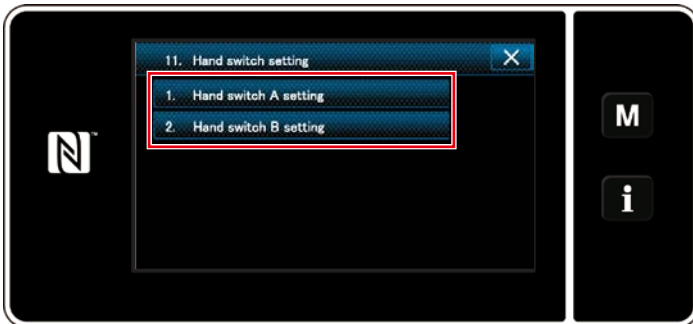 11. Hand switch setting
1. Hand switch A setting
2. Hand switch B setting
M
i
N